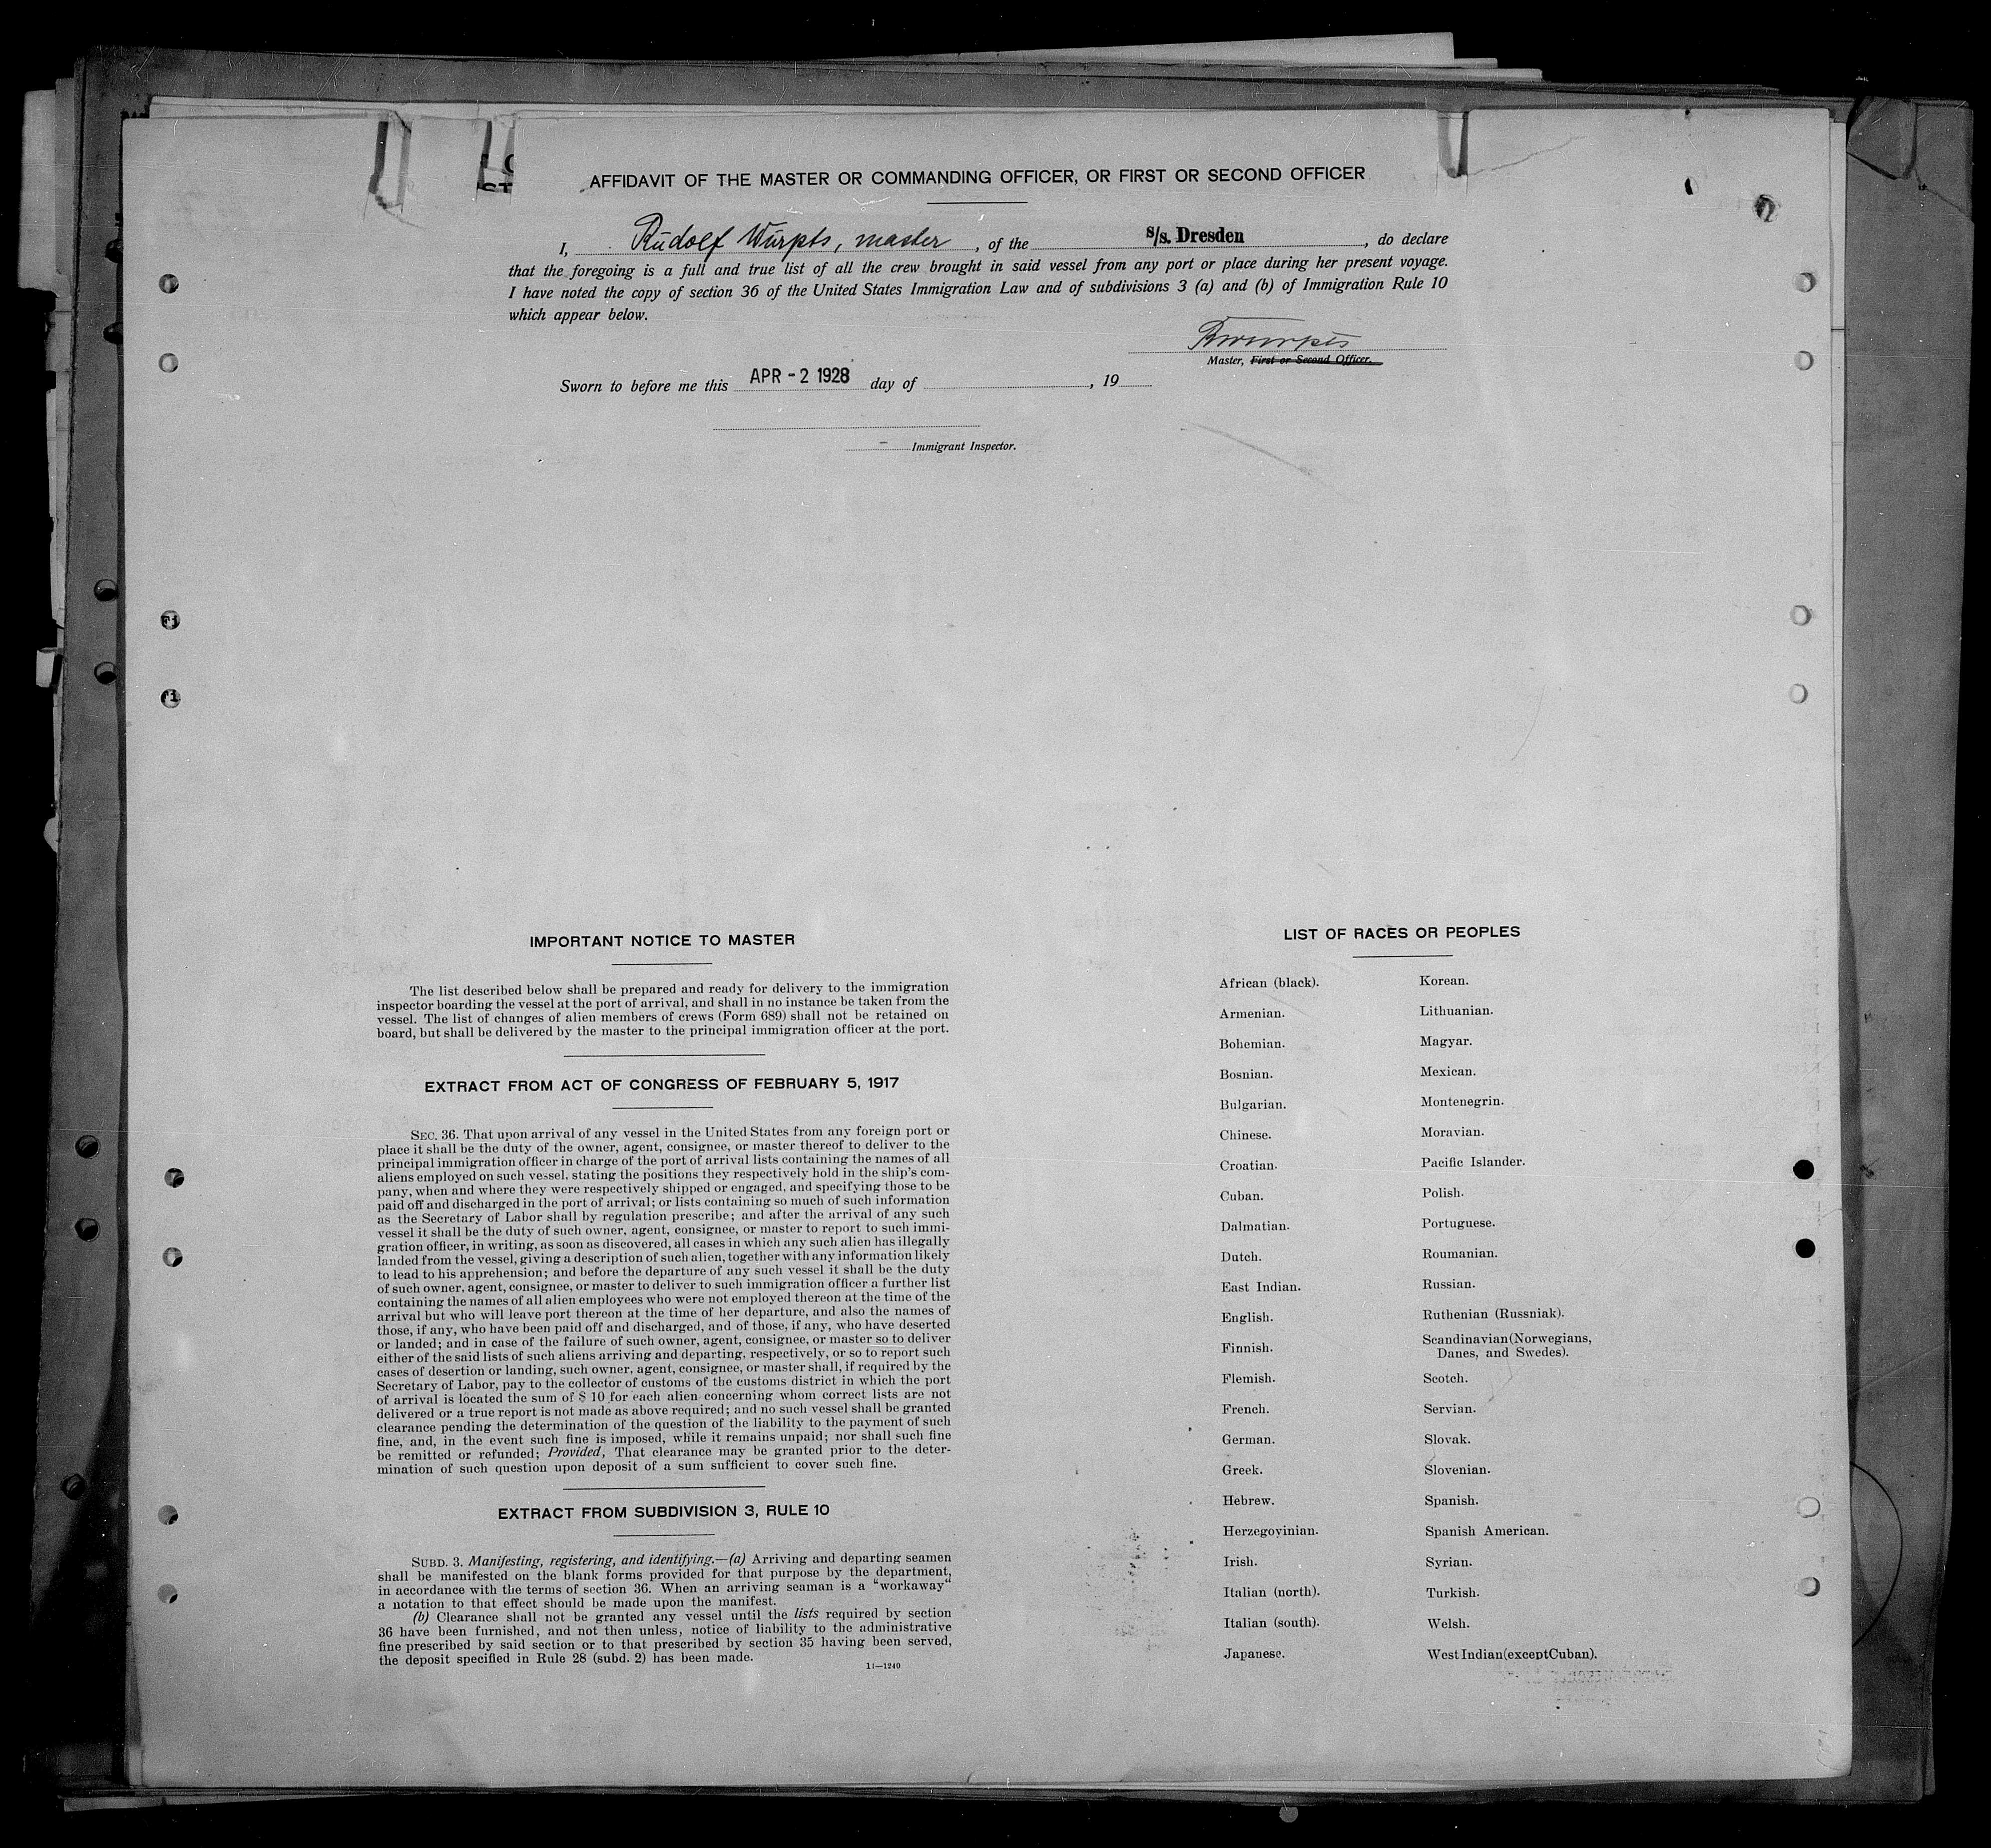 AFFIDAVIT OF THE MASTER OR COMMANDING OFFICER, OR FIRST OR SECOND OFFICER
I, Rudolf Wurpts, master, of the S/s. Dresden, do declare
that the foregoing is a full and true list of all the crew brought in said vessel from any port or place during her present voyage.
I have noted the copy of section 36 of the United States Immigration Law and of subdivisions 3 (a) and (b) of Immigration Rule 10
which appear below.
RWurpts
Master, First or Second Officer.
Sworn to before me this APR - 2 1928 day of , 19
Immigrant Inspector.
IMPORTANT NOTICE TO MASTER
The list described below shall be prepared and ready for delivery to the immigration
inspector boarding the vessel at the port of arrival, and shall in no instance be taken from the
vessel. The list of changes of alien members of crews (Form 689) shall not be retained on
board, but shall be delivered by the master to the principal immigration officer at the port.
EXTRACT FROM ACT OF CONGRESS OF FEBRUARY 5, 1917
SEC. 36. That upon arrival of any vessel in the United States from any foreign port or
place it shall be the duty of the owner, agent, consignee, or master thereof to deliver to the
principal immigration officer in charge of the port of arrival lists containing the names of all
aliens employed on such vessel, stating the positions they respectively hold in the ship's com-
pany, when and where they were respectively shipped or engaged, and specifying those to be
paid off and discharged in the port of arrival; or lists containing so much of such information
as the Secretary of Labor shall by regulation prescribe; and after the arrival of any such
vessel it shall be the duty of such owner, agent, consignee, or master to report to such immi-
gration officer, in writing, as soon as discovered, all cases in which any such alien has illegally
landed from the vessel, giving a description of such alien, together with any information likely
to lead to his apprehension; and before the departure of any such vessel it shall be the duty
of such owner, agent, consignee, or master to deliver to such immigration officer a further list
containing the names of all alien employees who were not employed thereon at the time of the
arrival but who will leave port thereon at the time of her departure, and also the names of
those, if any, who have been paid off and discharged, and of those, if any, who have deserted
or landed; and in case of the failure of such owner, agent, consignee, or master so to deliver
either of the said lists of such aliens arriving and departing, respectively, or so to report such
cases of desertion or landing, such owner, agent, consignee, or master shall, if required by the
Secretary of Labor, pay to the collector of customs of the customs district in which the port
of arrival is located the sum of $ 10 for each alien concerning whom correct lists are not
delivered or a true report is not made as above required; and no such vessel shall be granted
clearance pending the determination of the question of the liability to the payment of such
fine, and, in the event such fine is imposed, while it remains unpaid; nor shall such fine
be remitted or refunded; Provided, That clearance may be granted prior to the deter-
mination of such question upon deposit of a sum sufficient to cover such fine.
EXTRACT FROM SUBDIVISION 3, RULE 10
SUBD. 3. Manifesting, registering, and identifying.—(a) Arriving and departing seamen
shall be manifested on the blank forms provided for that purpose by the department,
in accordance with the terms of section 36. When an arriving seaman is a "workaway"
a notation to that effect should be made upon the manifest.
(b) Clearance shall not be granted any vessel until the lists required by section
36 have been furnished, and not then unless, notice of liability to the administrative
fine prescribed by said section or to that prescribed by section 35 having been served,
the deposit specified in Rule 28 (subd. 2) has been made.
11—1240
LIST OF RACES OR PEOPLES
African (black).
Armenian.
Bohemian.
Bosnian.
Bulgarian.
Chinese.
Croatian.
Cuban.
Dalmatian.
Dutch.
East Indian.
English.
Finnish.
Flemish.
French.
German.
Greek.
Hebrew.
Herzegovinian.
Irish.
Italian (north).
Italian (south).
Japanese.
Korean.
Lithuanian.
Magyar.
Mexican.
Montenegrin.
Moravian.
Pacific Islander.
Polish.
Portuguese.
Roumanian.
Russian.
Ruthenian (Russniak).
Scandinavian (Norwegians,
Danes, and Swedes).
Scotch.
Servian.
Slovak.
Slovenian.
Spanish.
Spanish American.
Syrian.
Turkish.
Welsh.
West Indian (except Cuban).